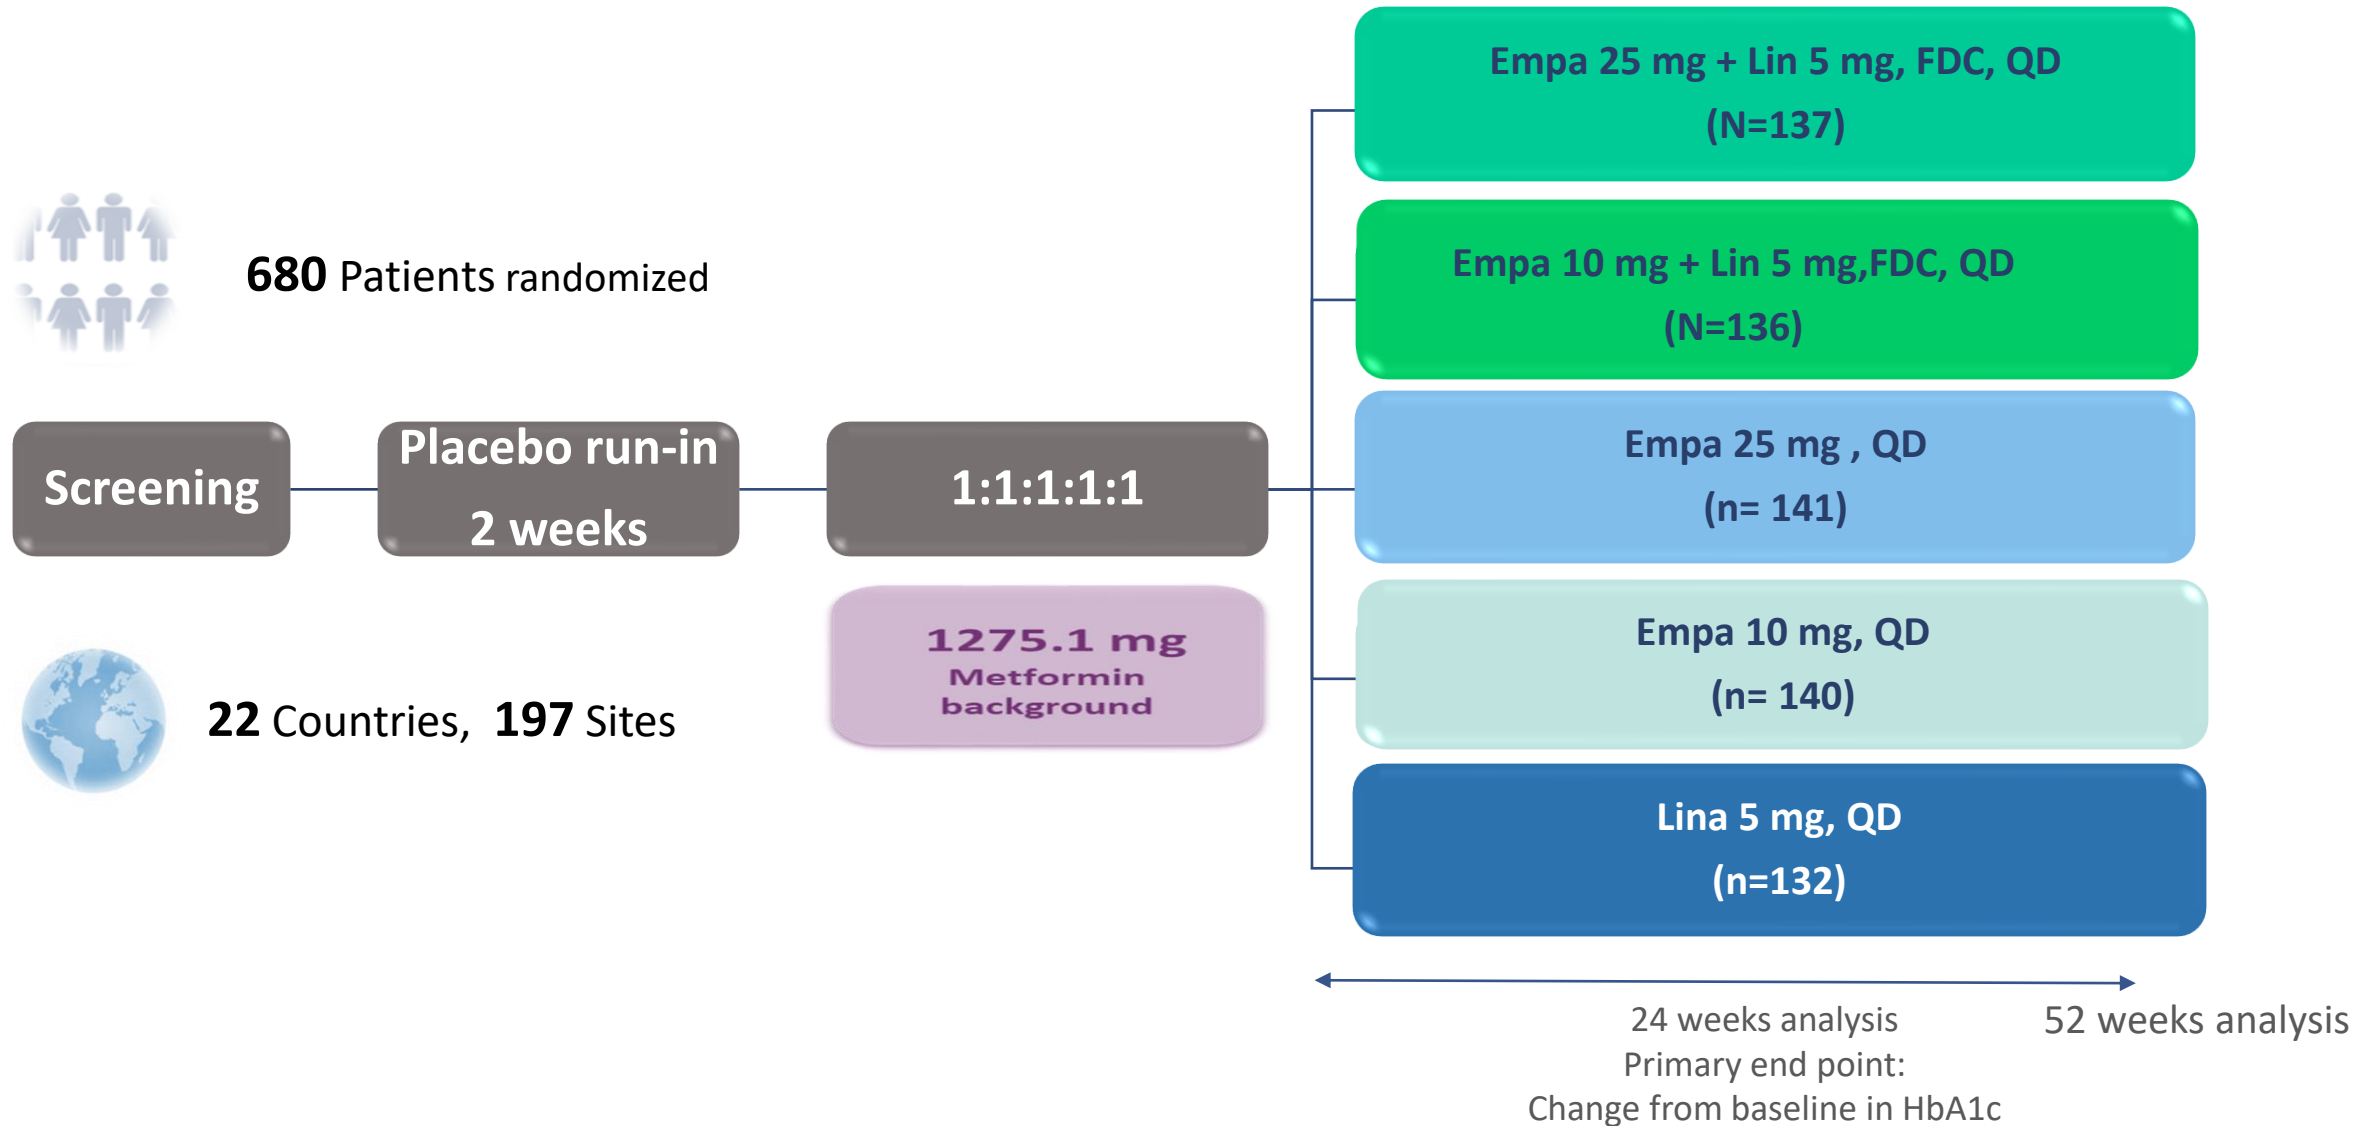 680 Patients randomized
Screening
Placebo run-in
2 weeks
1:1:1:1:1
1275.1 mg
Metformin
background
22 Countries, 197 Sites
Empa 25 mg + Lin 5 mg, FDC, QD
(N=137)
Empa 10 mg + Lin 5 mg,FDC, QD
(N=136)
Empa 25 mg , QD
(n= 141)
Empa 10 mg, QD
(n= 140)
Lina 5 mg, QD
(n=132)
24 weeks analysis
Primary end point:
Change from baseline in HbA1c
52 weeks analysis